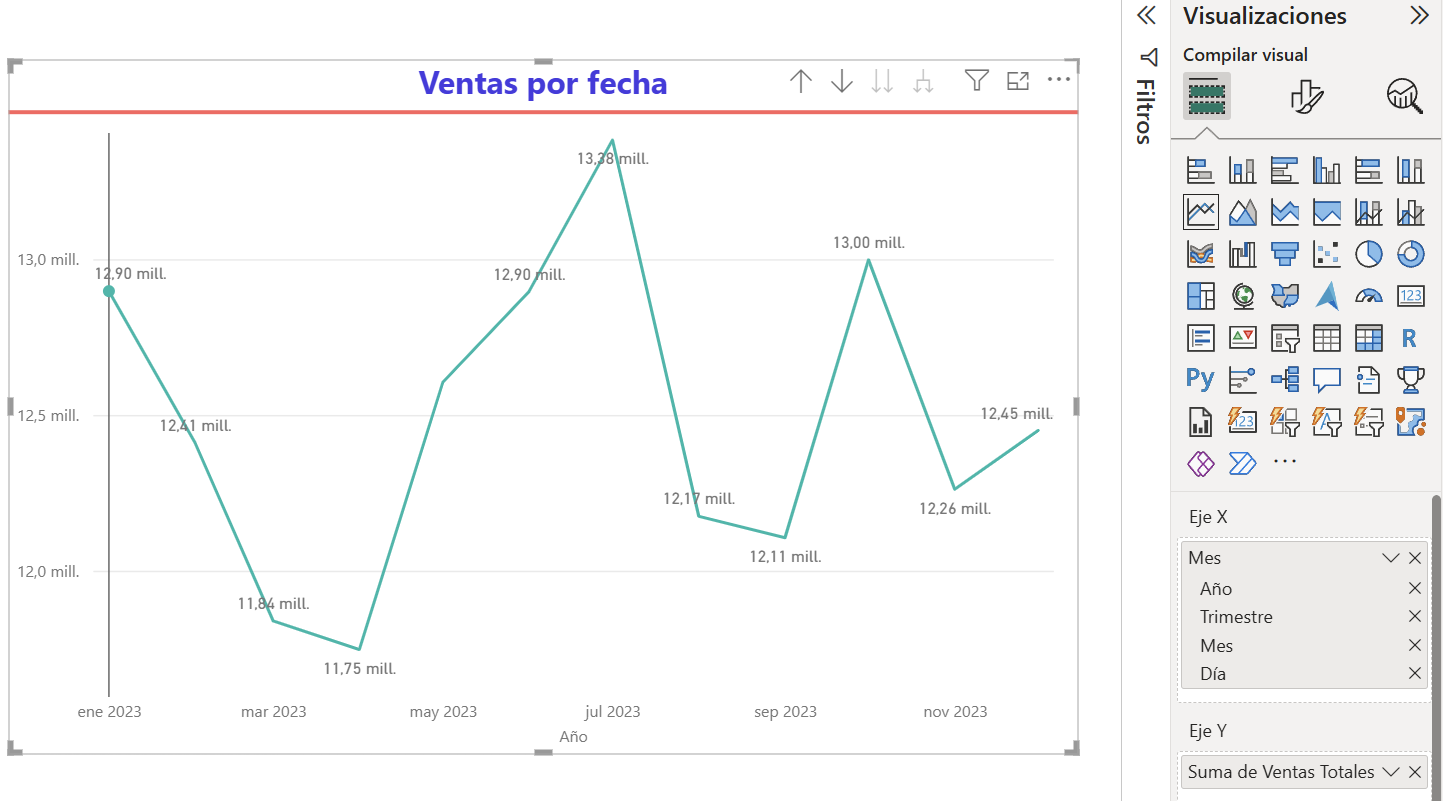 Ventas por fecha
13,38 mill.
13,00 mill.
13,0 mill.
12,90 mill.
12,90 mill.
12,5 mill.
12,41 mill.
12,45 mill.
12,17 mill.
12,26 mill.
12,11 mill.
12,0 mill.
11,84 mill.
11,75 mill.
ene 2023
mar 2023
may 2023
jul 2023
sep 2023
nov 2023
Año
Filtros
Visualizaciones
Compilar visual
123
R
Py
123
A
Eje X
Mes
Año
Trimestre
Mes
Día
Eje Y
Suma de Ventas Totales